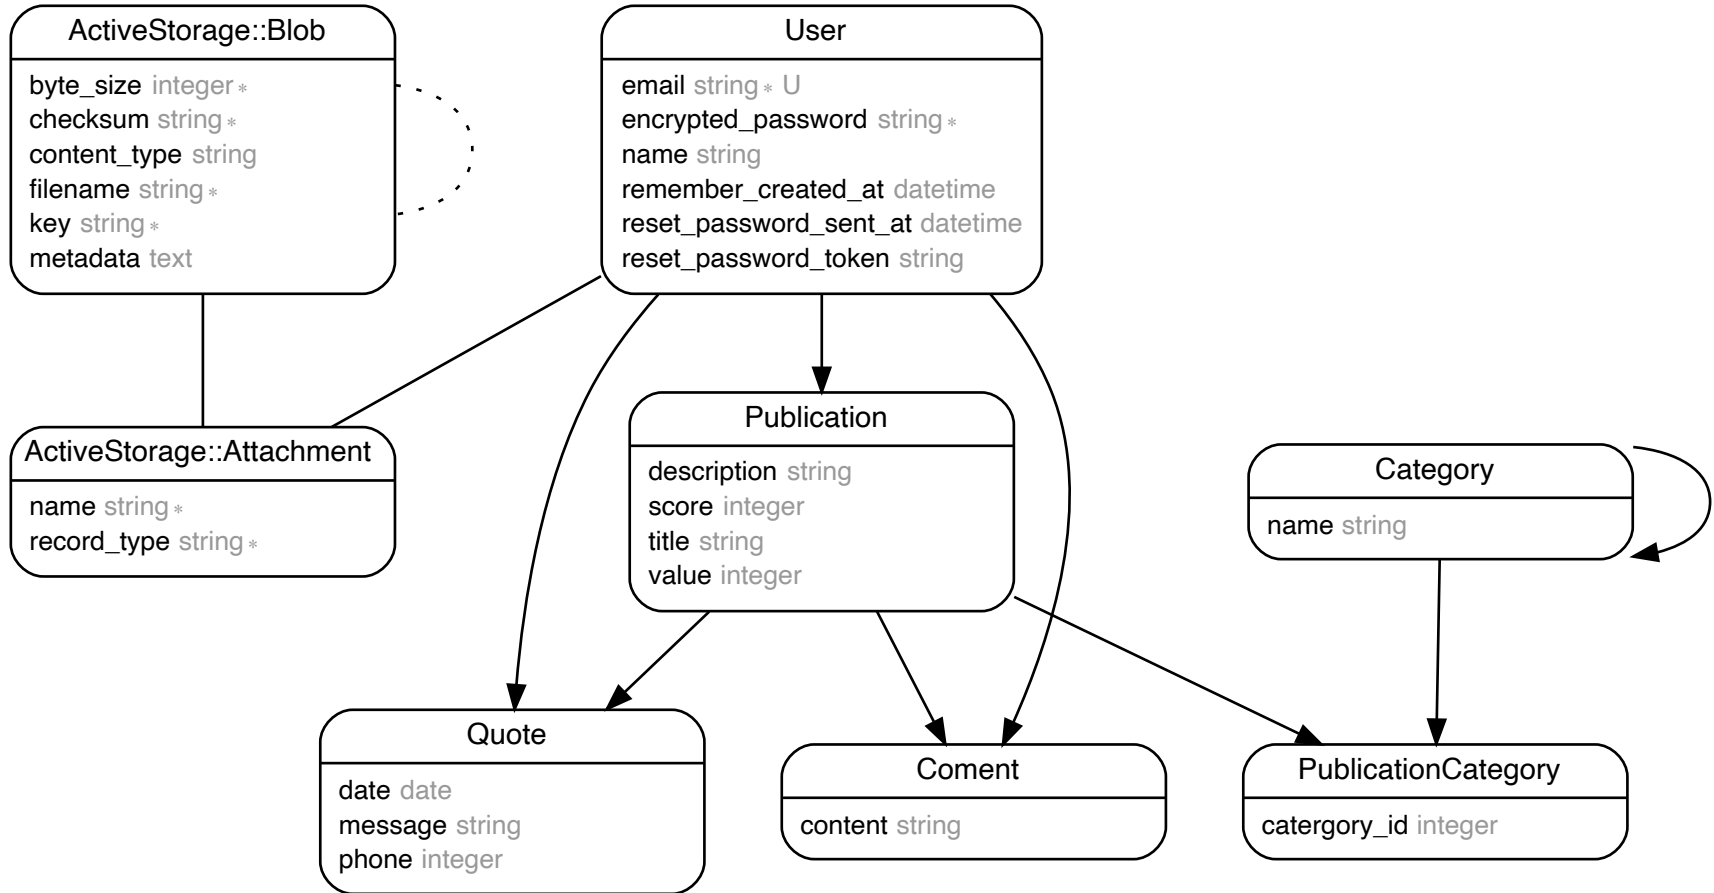 ActiveStorage::Blob
byte_size integer *
checksum string *
content_type string
filename string *
key string *
metadata text
User
email string * U
encrypted_password string *
name string
remember_created_at datetime
reset_password_sent_at datetime
reset_password_token string
ActiveStorage::Attachment
name string *
record_type string *
Publication
description string
score integer
title string
value integer
Category
name string
Quote
date date
message string
phone integer
Coment
content string
PublicationCategory
catergory_id integer